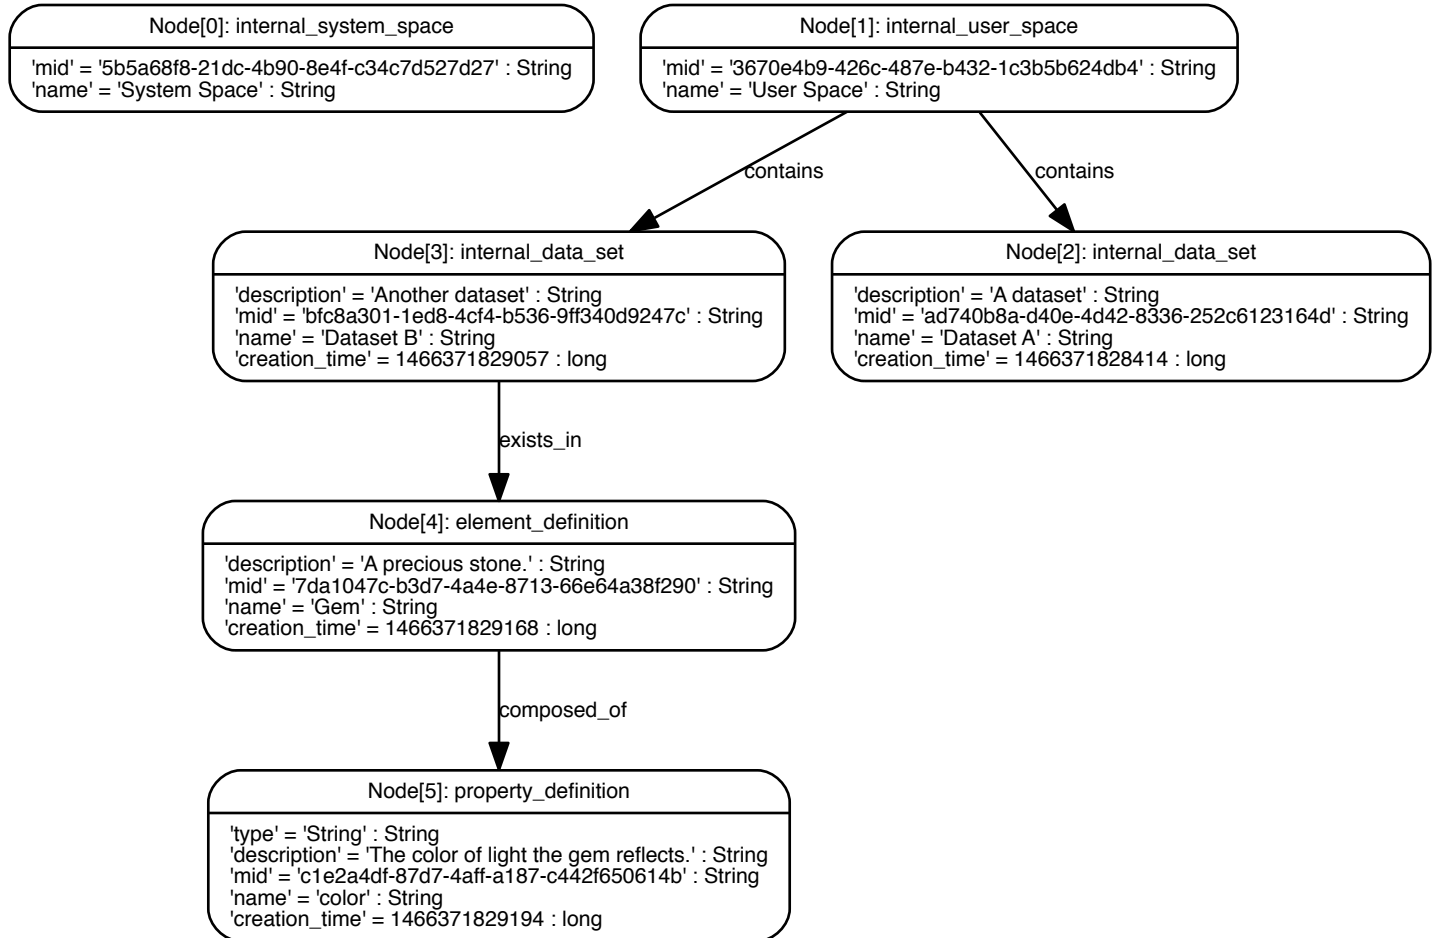 Node[0]: internal_system_space
'mid' = '5b5a68f8-21dc-4b90-8e4f-c34c7d527d27' : String
'name' = 'System Space' : String
Node[1]: internal_user_space
'mid' = '3670e4b9-426c-487e-b432-1c3b5b624db4' : String
'name' = 'User Space' : String
contains
contains
Node[3]: internal_data_set
'description' = 'Another dataset' : String
'mid' = 'bfc8a301-1ed8-4cf4-b536-9ff340d9247c' : String
'name' = 'Dataset B' : String
'creation_time' = 1466371829057 : long
Node[2]: internal_data_set
'description' = 'A dataset' : String
'mid' = 'ad740b8a-d40e-4d42-8336-252c6123164d' : String
'name' = 'Dataset A' : String
'creation_time' = 1466371828414 : long
exists_in
Node[4]: element_definition
'description' = 'A precious stone.' : String
'mid' = '7da1047c-b3d7-4a4e-8713-66e64a38f290' : String
'name' = 'Gem' : String
'creation_time' = 1466371829168 : long
composed_of
Node[5]: property_definition
'type' = 'String' : String
'description' = 'The color of light the gem reflects.' : String
'mid' = 'c1e2a4df-87d7-4aff-a187-c442f650614b' : String
'name' = 'color' : String
'creation_time' = 1466371829194 : long